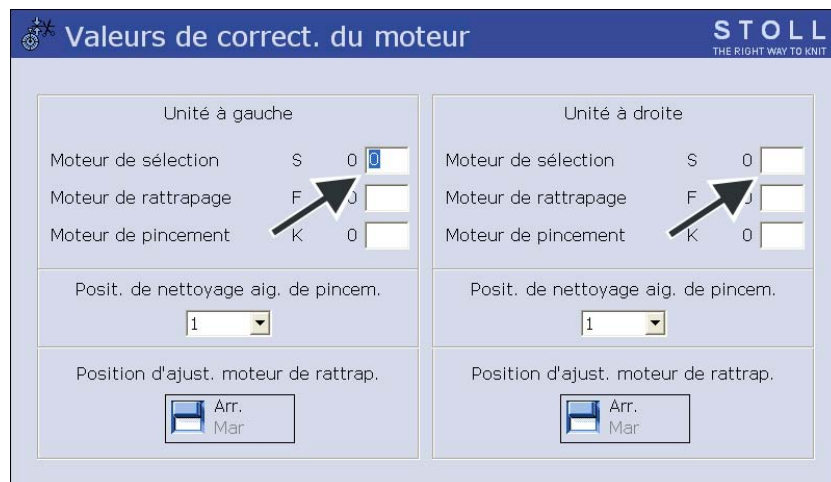 Valeurs de correct. du moteur
STOLL
THE RIGHT WAY TO KNIT
Unité à gauche
Moteur de sélection S 0 0
Moteur de rattrapage F 0
Moteur de pincement K 0
Posit. de nettoyage aig. de pincem.
1
Position d'ajust. moteur de rattrap.
Arr.
Mar
Unité à droite
Moteur de sélection S 0
Moteur de rattrapage F 0
Moteur de pincement K 0
Posit. de nettoyage aig. de pincem.
1
Position d'ajust. moteur de rattrap.
Arr.
Mar